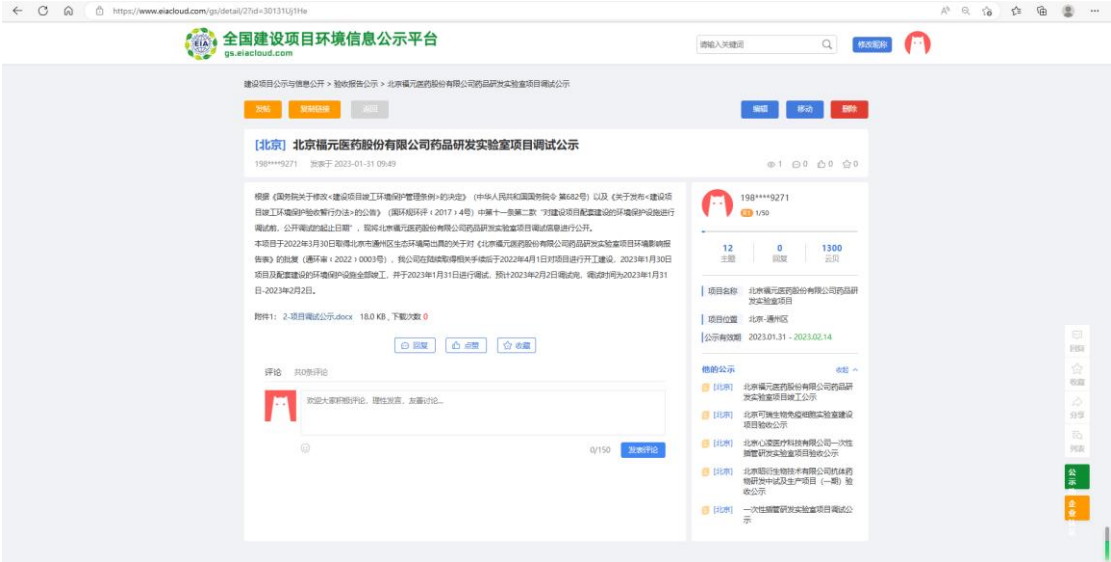 https://www.eiacloud.com/gs/detail/2?id=30131Uj1He
全国建设项目环境信息公示平台
gs.eiacloud.com
请输入关键词
修改昵称
建设项目公示与信息公开 > 验收报告公示 > 北京福元医药股份有限公司药品研发实验室项目调试公示
发帖 复制链接 返回 编辑 移动 删除
[北京] 北京福元医药股份有限公司药品研发实验室项目调试公示
198****9271 发表于 2023-01-31 09:49
1 0 0 0
根据《国务院关于修改<建设项目竣工环境保护管理条例>的决定》（中华人民共和国国务院令 第682号）以及《关于发布<建设项
目竣工环境保护验收暂行办法>的公告》（国环规环评﹝2017﹞4号）中第十一条第二款“对建设项目配套建设的环境保护设施进行
调试前，公开调试的起止日期”，现将北京福元医药股份有限公司药品研发实验室项目调试信息进行公开。
本项目于2022年3月30日取得北京市通州区生态环境局出具的关于对《北京福元医药股份有限公司药品研发实验室项目环境影响报
告表》的批复（通环审﹝2022﹞0003号），我公司在陆续取得相关手续后于2022年4月1日对项目进行开工建设，2023年1月30日
项目及配套建设的环境保护设施全部竣工，并于2023年1月31日进行调试，预计2023年2月2日调试完，调试时间为2023年1月31
日-2023年2月2日。
附件1： 2-项目调试公示.docx 18.0 KB , 下载次数 0
回复 点赞 收藏
评论 共0条评论
欢迎大家积极评论，理性发言，友善讨论...
0/150 发表评论
198****9271
1/50
12 0 1300
主题 回复 云贝
项目名称 北京福元医药股份有限公司药品研
发实验室项目
项目位置 北京-通州区
公示有效期 2023.01.31 - 2023.02.14
他的公示 收起
[北京] 北京福元医药股份有限公司药品研
发实验室项目竣工公示
[北京] 北京可瑞生物免疫细胞实验室建设
项目验收公示
[北京] 北京心凌医疗科技有限公司一次性
插管研发实验室项目验收公示
[北京] 北京昭衍生物技术有限公司抗体药
物研发中试及生产项目（一期）验
收公示
[北京] 一次性插管研发实验室项目调试公
示
回复
收藏
分享
列表
公示
企业